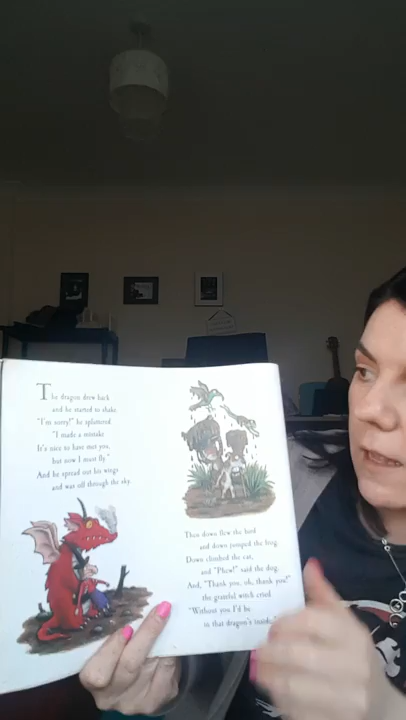 The dragon drew back
and he started to shake.
"I'm sorry!" he spluttered.
"I made a mistake.
It's nice to have met you,
but now I must fly."
And he spread out his wings
and was off through the sky.
Then down flew the bird
and down jumped the frog.
Down climbed the cat,
and "Phew!" said the dog.
And, "Thank you, oh, thank you!"
the grateful witch cried.
"Without you I'd be
in that dragon's inside."